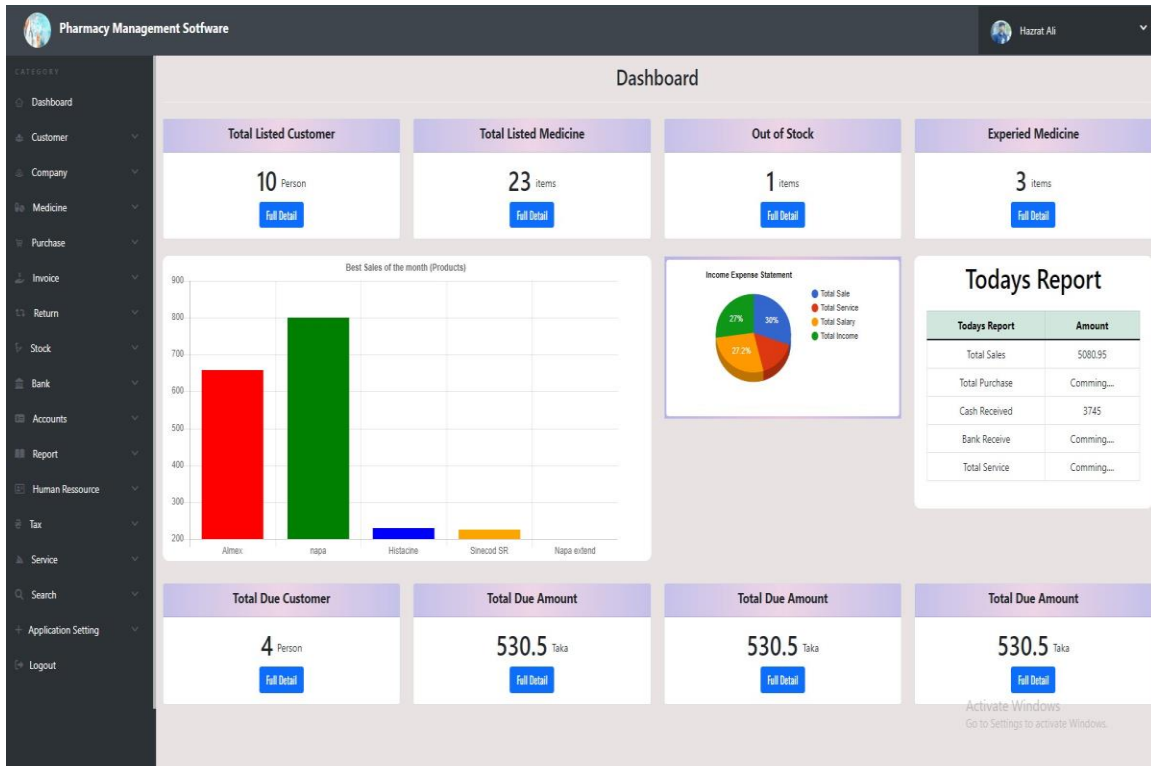 Pharmacy Management Sotfware
Hazrat Ali
CATEGORY
Dashboard
Customer
Company
Medicine
Purchase
Invoice
Return
Stock
Bank
Accounts
Report
Human Ressource
Tax
Service
Search
Application Setting
Logout
Dashboard
Total Listed Customer
10 Person
Full Detail
Total Listed Medicine
23 items
Full Detail
Out of Stock
1 items
Full Detail
Experied Medicine
3 items
Full Detail
Best Sales of the month (Products)
900
800
700
600
500
400
300
200
Almex napa Histacine Sinecod SR Napa extend
Income Expense Statement
27% 30%
27.2%
Total Sale
Total Service
Total Salary
Total Income
Todays Report
Todays Report Amount
Total Sales 5080.95
Total Purchase Comming....
Cash Received 3745
Bank Receive Comming....
Total Service Comming....
Total Due Customer
4 Person
Full Detail
Total Due Amount
530.5 Taka
Full Detail
Total Due Amount
530.5 Taka
Full Detail
Total Due Amount
530.5 Taka
Full Detail
Activate Windows
Go to Settings to activate Windows.